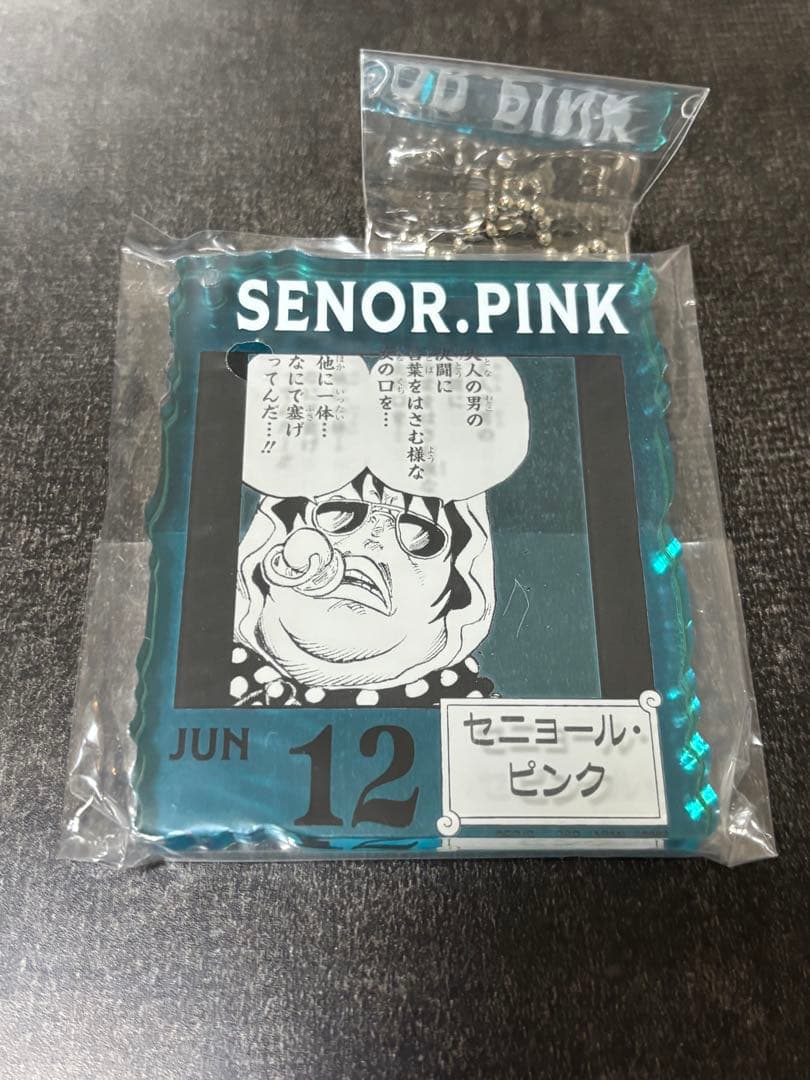 SENOR.PINK
大人の男の
決闘に
言葉をはさむ様な
女の口を…
他に一体…
なにで塞げ
ってんだ…!!
JUN 12
セニョール・
ピンク